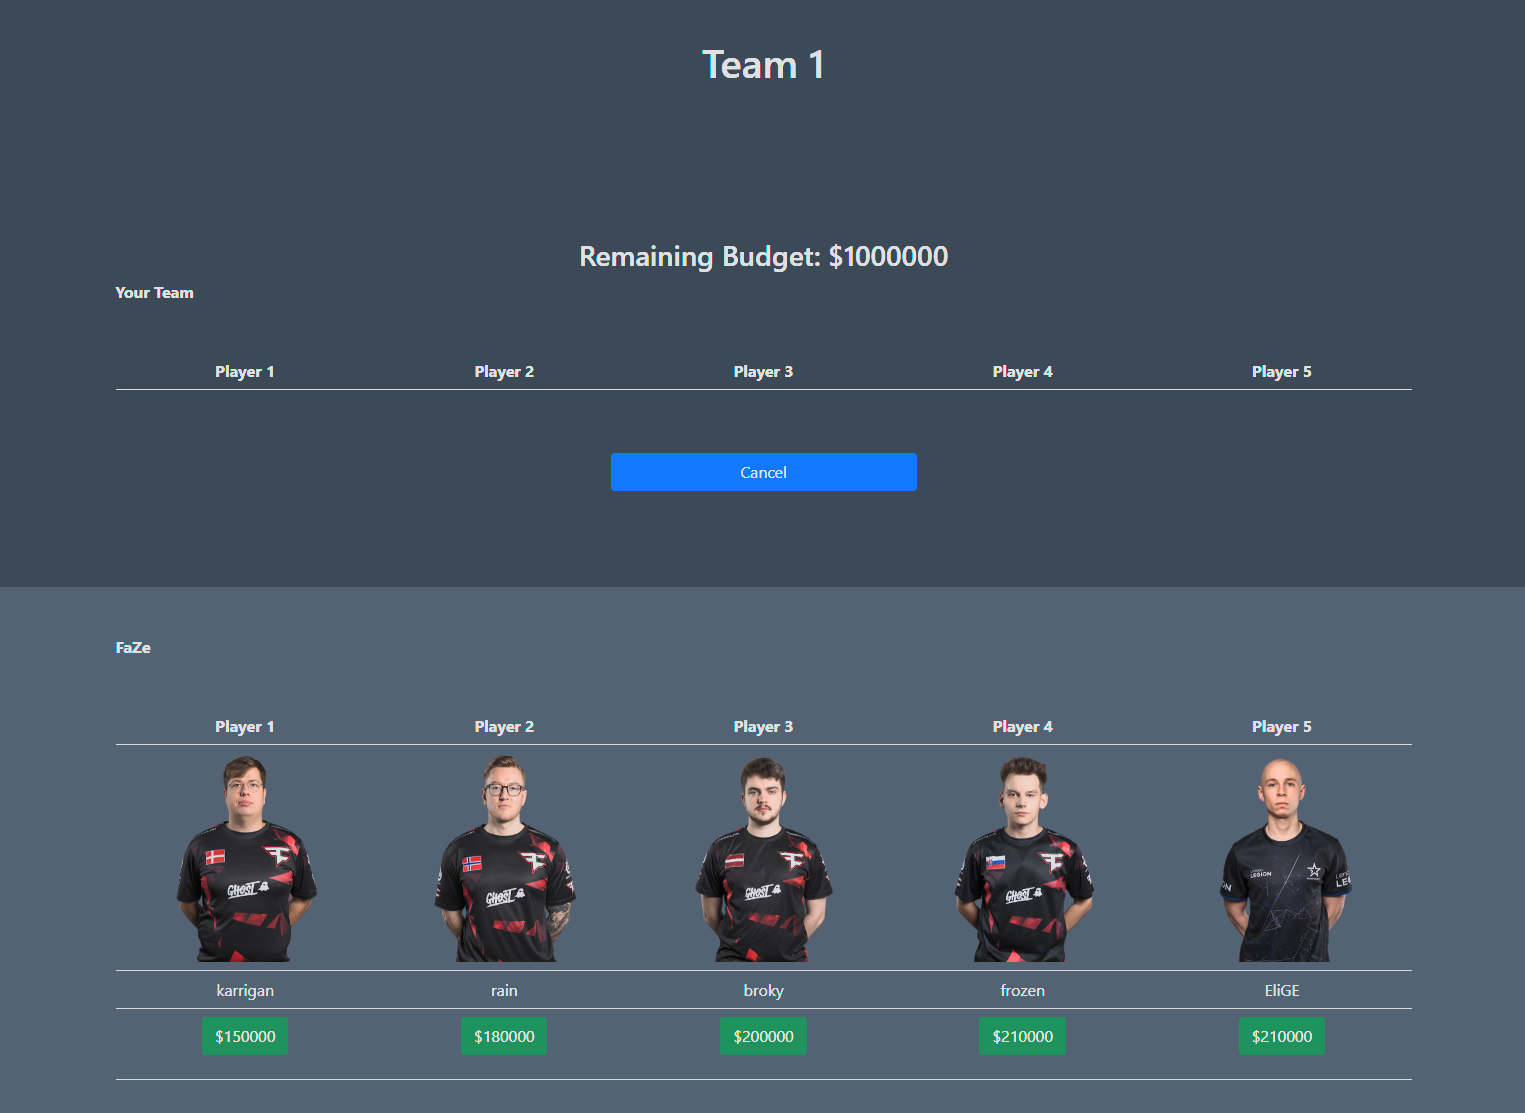 Team 1
Remaining Budget: $1000000
Your Team
Player 1 Player 2 Player 3 Player 4 Player 5
Cancel
FaZe
Player 1 Player 2 Player 3 Player 4 Player 5
GHOST GHOST GHOST GHOST LEGION
karrigan rain broky frozen EliGE
$150000 $180000 $200000 $210000 $210000